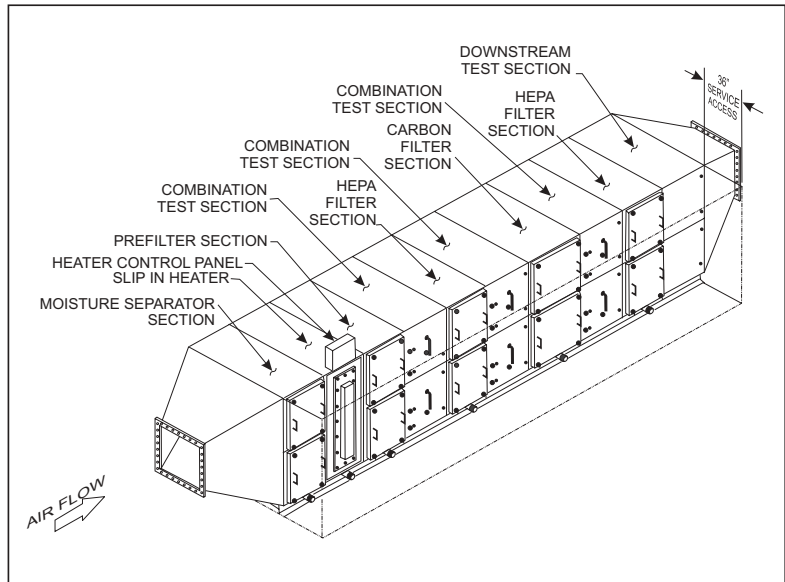 DOWNSTREAM
TEST SECTION
36"
SERVICE
ACCESS
COMBINATION
TEST SECTION
HEPA
FILTER
SECTION
CARBON
FILTER
SECTION
COMBINATION
TEST SECTION
HEPA
FILTER
SECTION
COMBINATION
TEST SECTION
PREFILTER SECTION
HEATER CONTROL PANEL
SLIP IN HEATER
MOISTURE SEPARATOR
SECTION
AIR FLOW